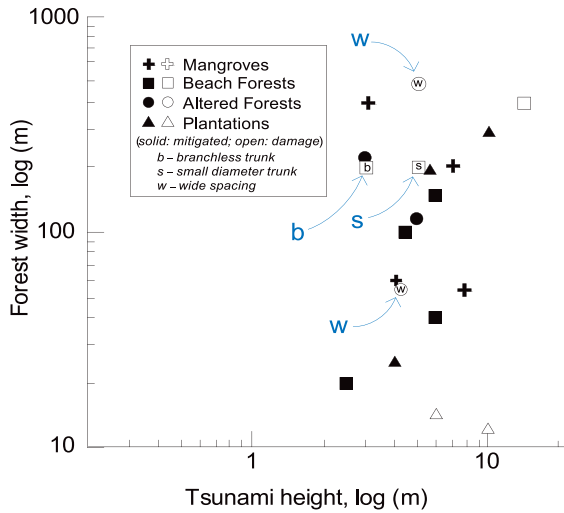 1000
w
w
Mangroves
Beach Forests
Altered Forests
Plantations
(solid: mitigated; open: damage)
b – branchless trunk
s – small diameter trunk
w – wide spacing
b
s
b
s
100
w
w
10
1
10
Forest width, log (m)
Tsunami height, log (m)